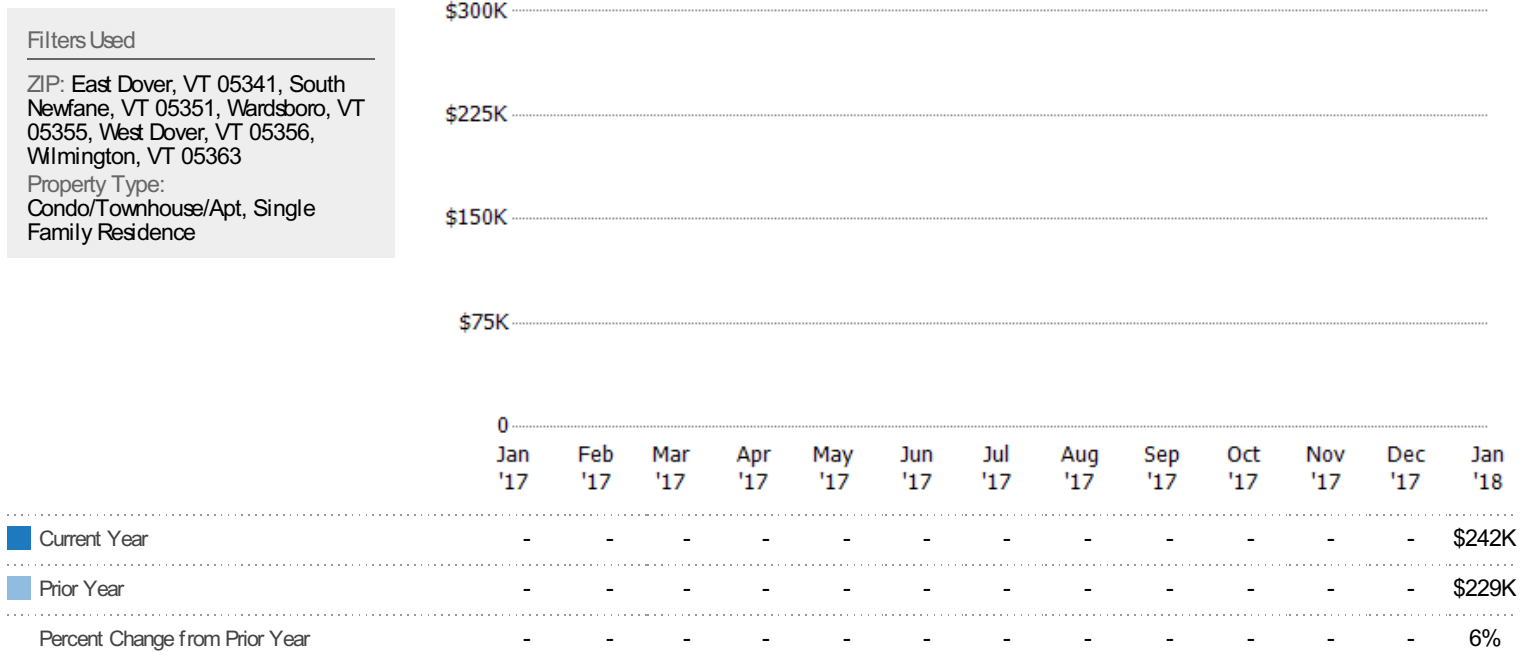 Filters Used
ZIP: East Dover, VT 05341, South
Newfane, VT 05351, Wardsboro, VT
05355, West Dover, VT 05356,
Wilmington, VT 05363
Property Type:
Condo/Townhouse/Apt, Single
Family Residence
$300K
$225K
$150K
$75K
0
Jan Feb Mar Apr May Jun Jul Aug Sep Oct Nov Dec Jan
'17 '17 '17 '17 '17 '17 '17 '17 '17 '17 '17 '17 '18
Current Year - - - - - - - - - - - - $242K
Prior Year - - - - - - - - - - - - $229K
Percent Change from Prior Year - - - - - - - - - - - - 6%